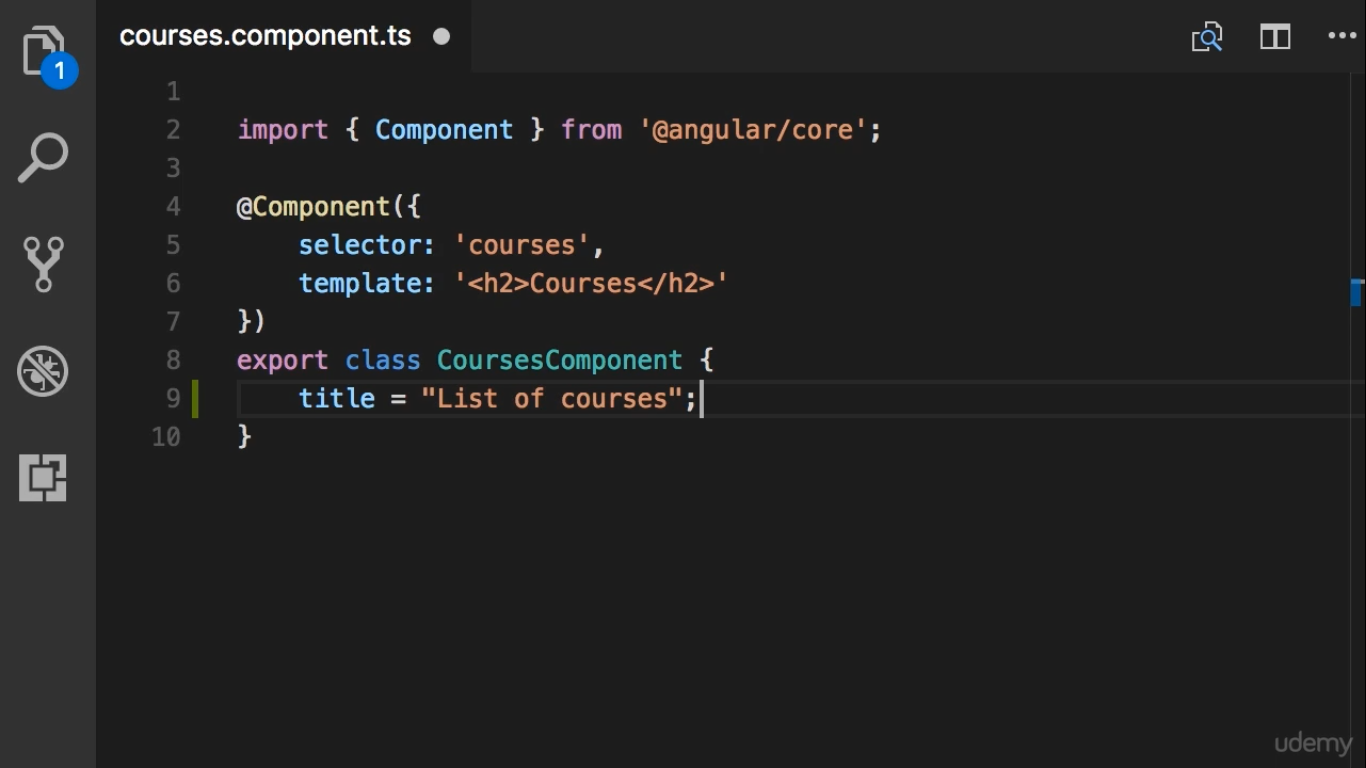 courses.component.ts
1
1
2 import { Component } from '@angular/core';
3
4 @Component({
5     selector: 'courses',
6     template: '<h2>Courses</h2>'
7 })
8 export class CoursesComponent {
9     title = "List of courses";
10 }
udemy